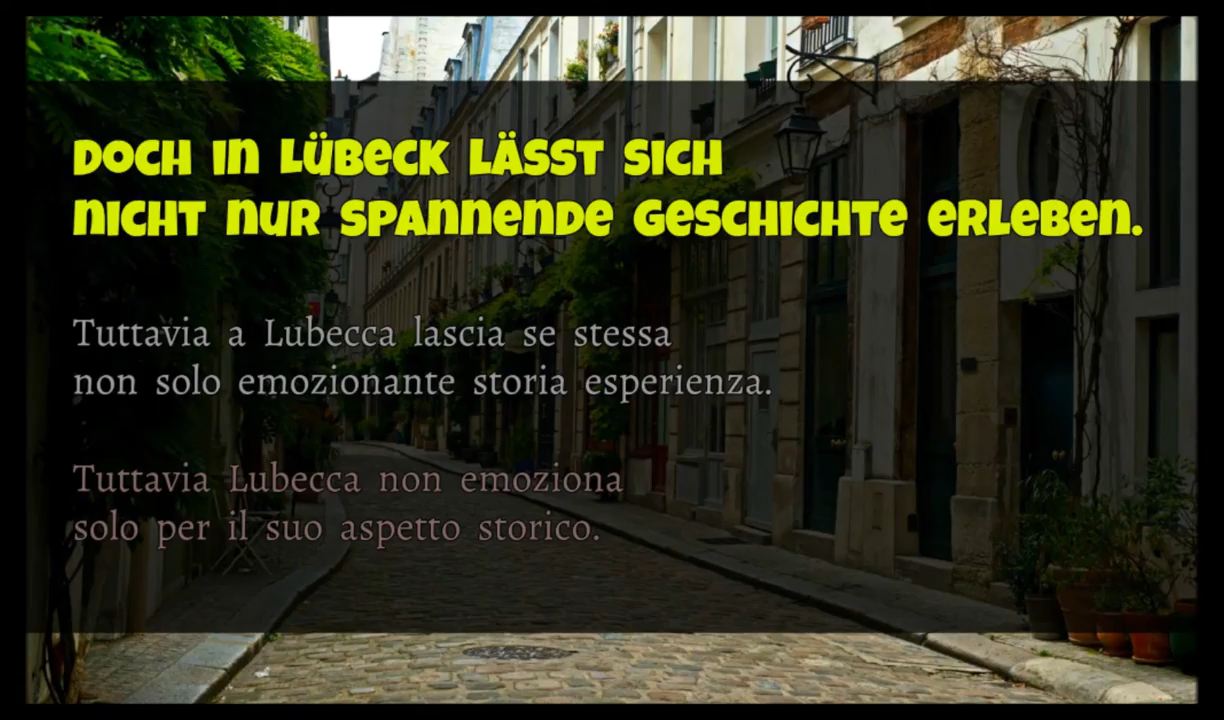 Doch in Lübeck lässt sich
nicht nur spannende Geschichte erleben.
Tuttavia a Lubecca lascia se stessa
non solo emozionante storia esperienza.
Tuttavia Lubecca non emoziona
solo per il suo aspetto storico.